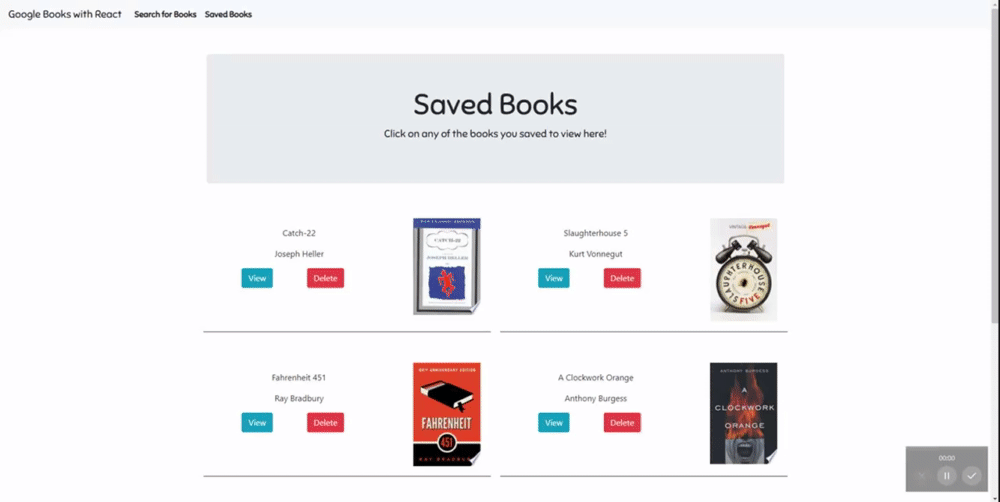 Google Books with React Search for Books Saved Books
Saved Books
Click on any of the books you saved to view here!
Catch-22
Joseph Heller
View Delete
CATCH-22
JOSEPH HELLER
Slaughterhouse 5
Kurt Vonnegut
View Delete
VINTAGE Vonnegut
SLAUGHTERHOUSE
FIVE
Fahrenheit 451
Ray Bradbury
View Delete
60TH ANNIVERSARY EDITION
FAHRENHEIT
451
RAY BRADBURY
A Clockwork Orange
Anthony Burgess
View Delete
ANTHONY BURGESS
A
CLOCKWORK
ORANGE
00:00